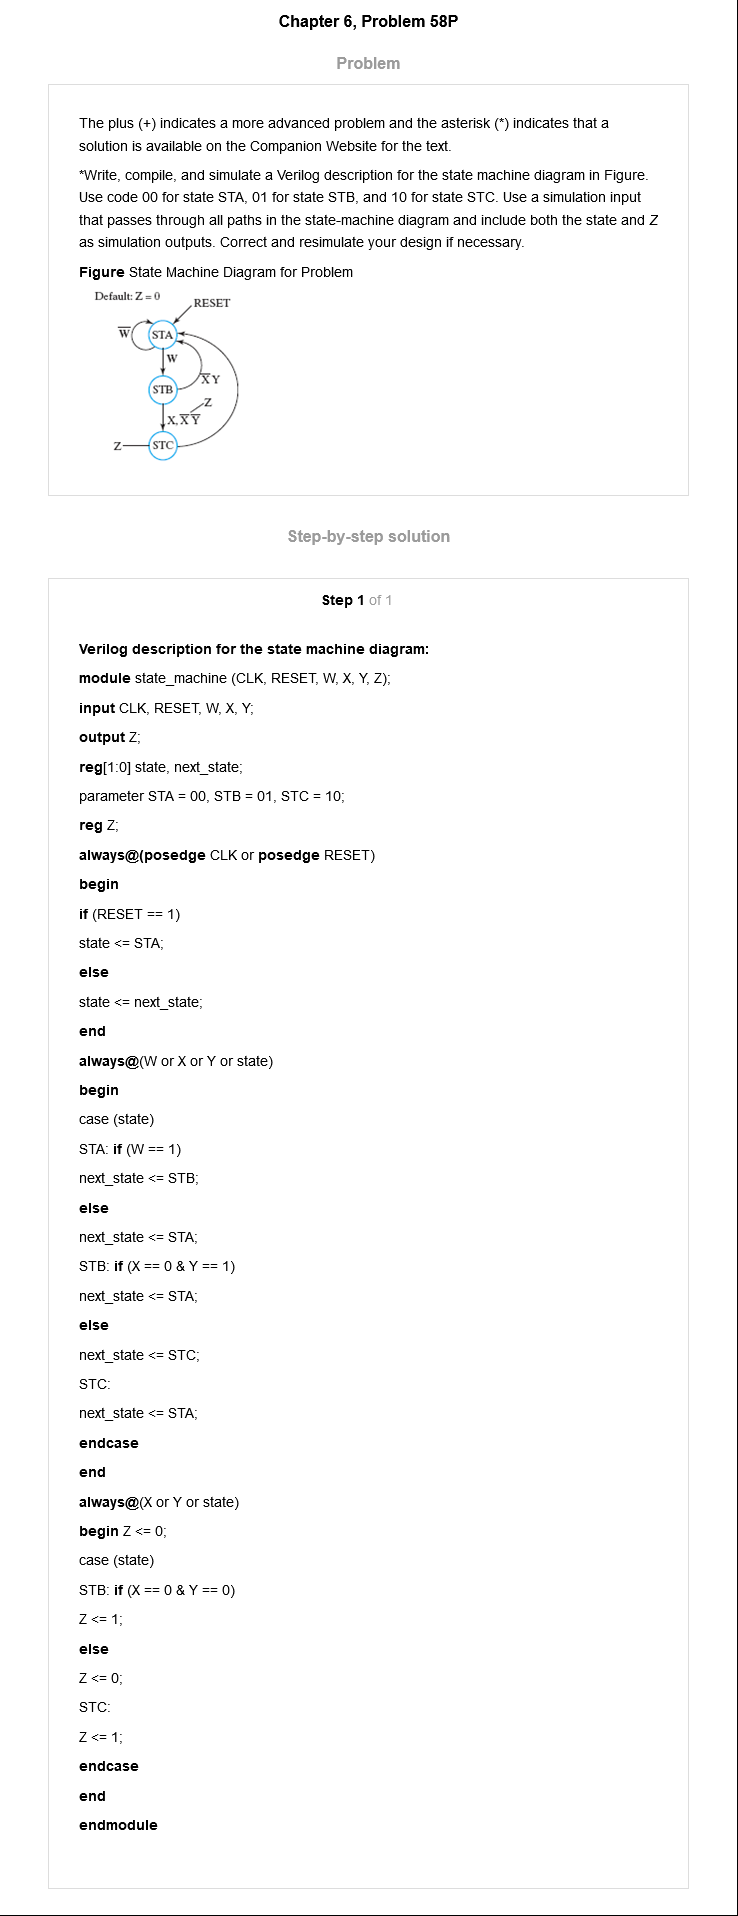 Chapter 6, Problem 58P
Problem
The plus (+) indicates a more advanced problem and the asterisk (*) indicates that a
solution is available on the Companion Website for the text.
*Write, compile, and simulate a Verilog description for the state machine diagram in Figure.
Use code 00 for state STA, 01 for state STB, and 10 for state STC. Use a simulation input
that passes through all paths in the state-machine diagram and include both the state and Z
as simulation outputs. Correct and resimulate your design if necessary.
Figure State Machine Diagram for Problem
Default: Z = 0
RESET
W̅
STA
W
X̅Y
STB
Z
X, X̅Y̅
Z
STC
Step-by-step solution
Step 1 of 1
Verilog description for the state machine diagram:
module state_machine (CLK, RESET, W, X, Y, Z);
input CLK, RESET, W, X, Y;
output Z;
reg[1:0] state, next_state;
parameter STA = 00, STB = 01, STC = 10;
reg Z;
always@(posedge CLK or posedge RESET)
begin
if (RESET == 1)
state <= STA;
else
state <= next_state;
end
always@(W or X or Y or state)
begin
case (state)
STA: if (W == 1)
next_state <= STB;
else
next_state <= STA;
STB: if (X == 0 & Y == 1)
next_state <= STA;
else
next_state <= STC;
STC:
next_state <= STA;
endcase
end
always@(X or Y or state)
begin Z <= 0;
case (state)
STB: if (X == 0 & Y == 0)
Z <= 1;
else
Z <= 0;
STC:
Z <= 1;
endcase
end
endmodule